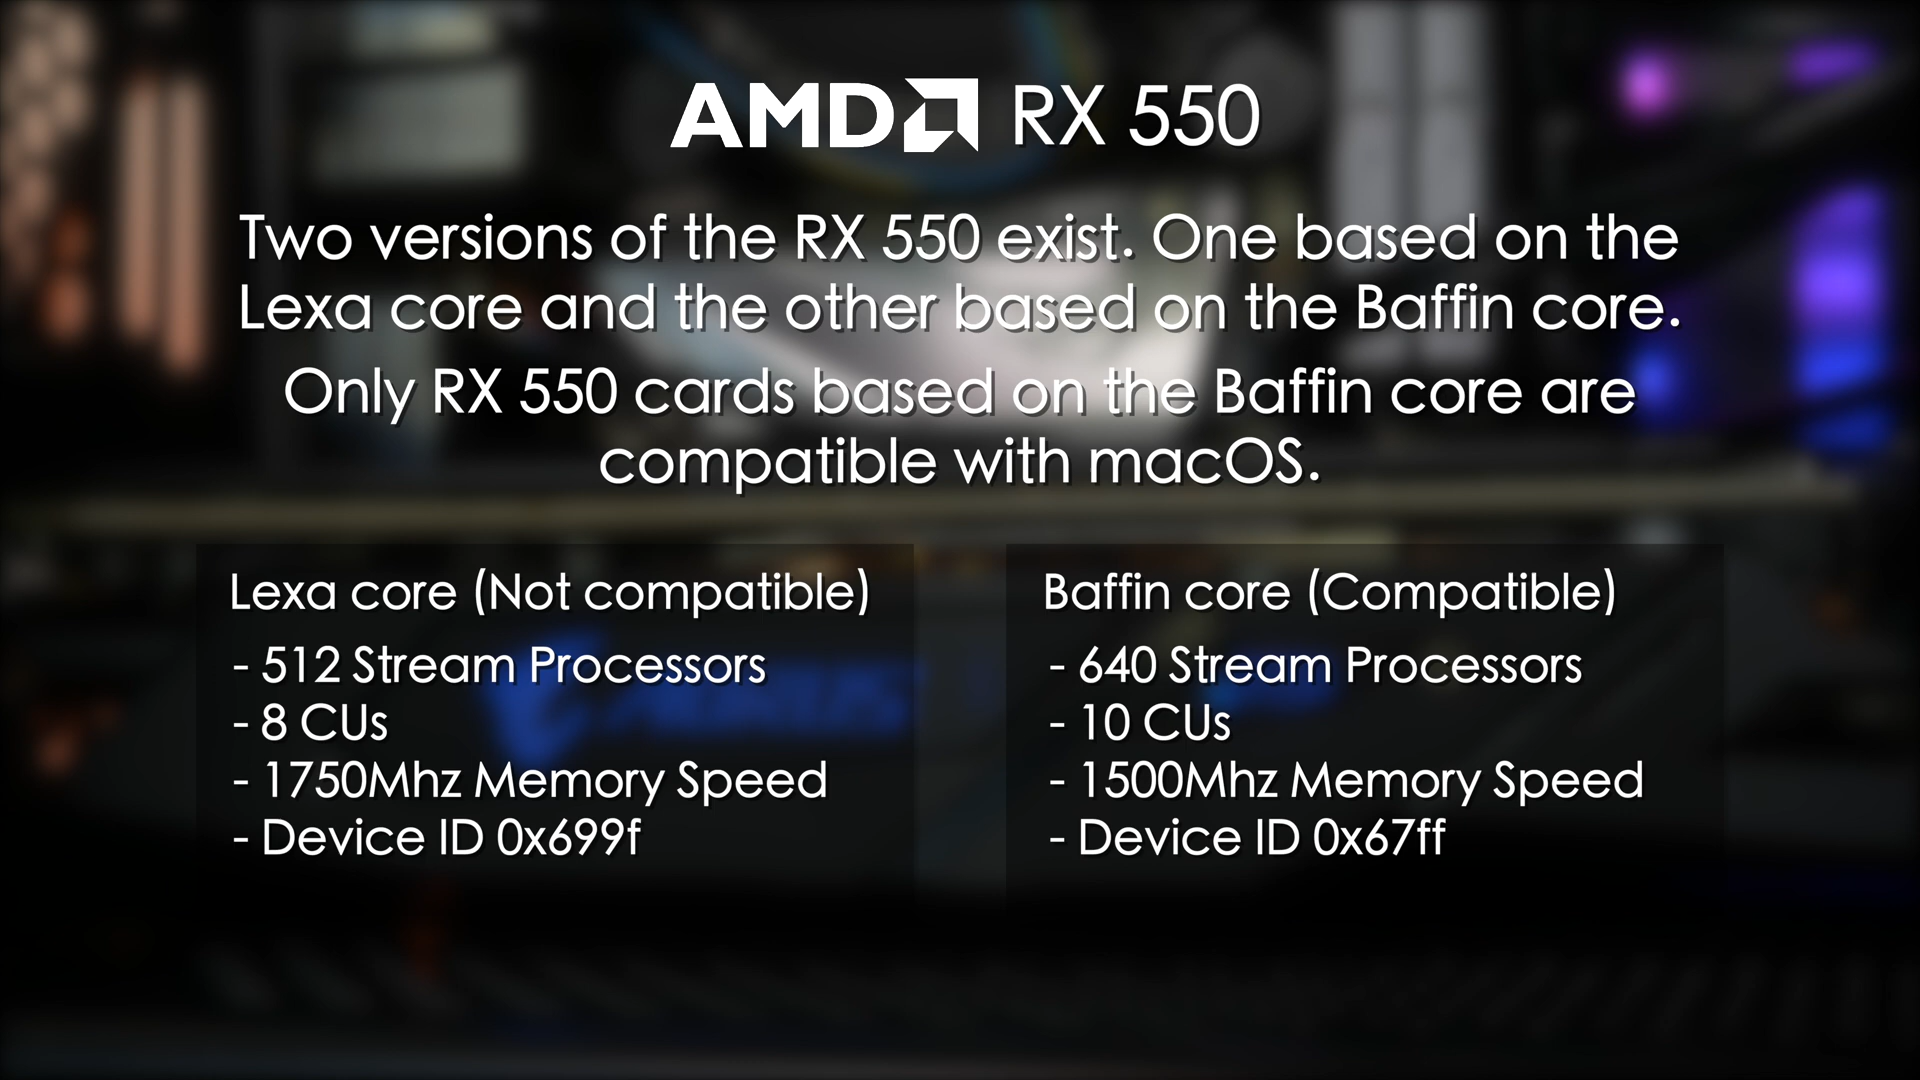 AMD RX 550
Two versions of the RX 550 exist. One based on the
Lexa core and the other based on the Baffin core.
Only RX 550 cards based on the Baffin core are
compatible with macOS.
Lexa core (Not compatible)
- 512 Stream Processors
- 8 CUs
- 1750Mhz Memory Speed
- Device ID 0x699f
Baffin core (Compatible)
- 640 Stream Processors
- 10 CUs
- 1500Mhz Memory Speed
- Device ID 0x67ff